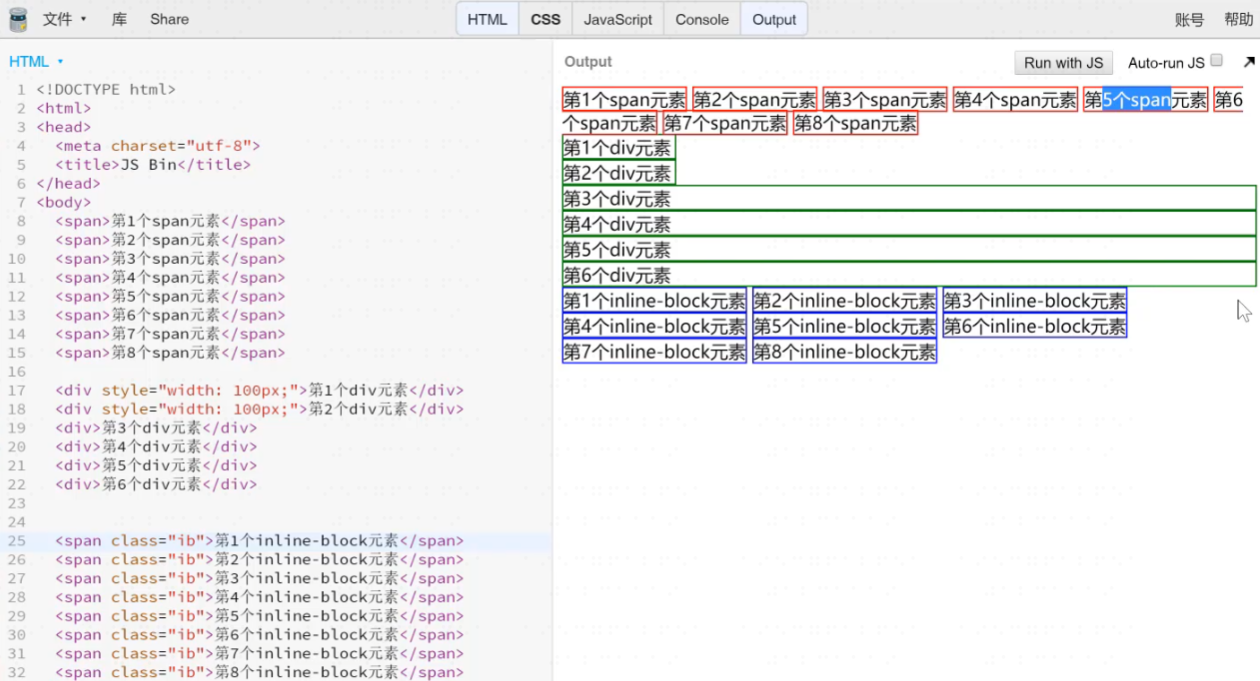 文件 库 Share HTML CSS JavaScript Console Output 账号 帮助
HTML
1 <!DOCTYPE html>
2 <html>
3 <head>
4 <meta charset="utf-8">
5 <title>JS Bin</title>
6 </head>
7 <body>
8 <span>第1个span元素</span>
9 <span>第2个span元素</span>
10 <span>第3个span元素</span>
11 <span>第4个span元素</span>
12 <span>第5个span元素</span>
13 <span>第6个span元素</span>
14 <span>第7个span元素</span>
15 <span>第8个span元素</span>
16
17 <div style="width: 100px;">第1个div元素</div>
18 <div style="width: 100px;">第2个div元素</div>
19 <div>第3个div元素</div>
20 <div>第4个div元素</div>
21 <div>第5个div元素</div>
22 <div>第6个div元素</div>
23
24
25 <span class="ib">第1个inline-block元素</span>
26 <span class="ib">第2个inline-block元素</span>
27 <span class="ib">第3个inline-block元素</span>
28 <span class="ib">第4个inline-block元素</span>
29 <span class="ib">第5个inline-block元素</span>
30 <span class="ib">第6个inline-block元素</span>
31 <span class="ib">第7个inline-block元素</span>
32 <span class="ib">第8个inline-block元素</span>
Output Run with JS Auto-run JS
第1个span元素 第2个span元素 第3个span元素 第4个span元素 第5个span元素 第6
个span元素 第7个span元素 第8个span元素
第1个div元素
第2个div元素
第3个div元素
第4个div元素
第5个div元素
第6个div元素
第1个inline-block元素 第2个inline-block元素 第3个inline-block元素
第4个inline-block元素 第5个inline-block元素 第6个inline-block元素
第7个inline-block元素 第8个inline-block元素